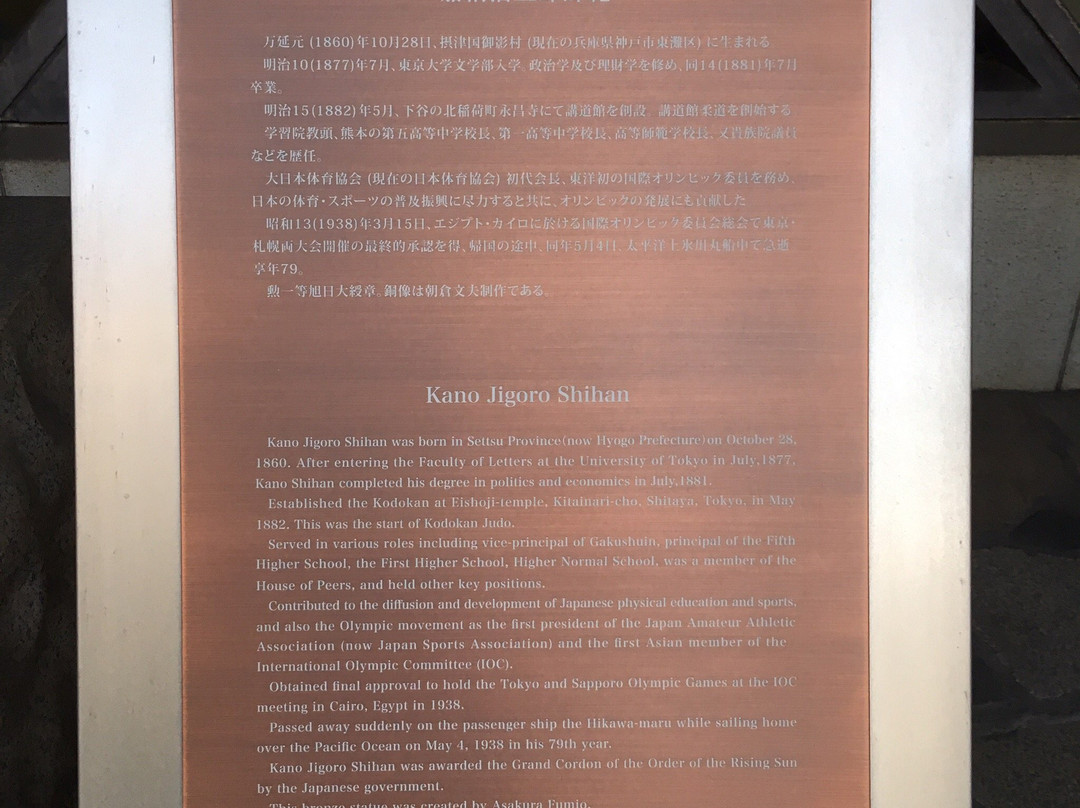 万延元 (1860)年10月28日、摂津国御影村 (現在の兵庫県神戸市東灘区) に生まれる
明治10(1877)年7月、東京大学文学部入学。政治学及び理財学を修め、同14(1881)年7月
卒業。
明治15(1882)年5月、下谷の北稲荷町永昌寺にて講道館を創設。講道館柔道を創始する
学習院教頭、熊本の第五高等中学校長、第一高等中学校長、高等師範学校長、又貴族院議員
などを歴任。
大日本体育協会 (現在の日本体育協会) 初代会長、東洋初の国際オリンピック委員を務め、
日本の体育・スポーツの普及振興に尽力すると共に、オリンピックの発展にも貢献した
昭和13(1938)年3月15日、エジプト・カイロに於ける国際オリンピック委員会総会で東京・
札幌両大会開催の最終的承認を得、帰国の途中、同年5月4日、太平洋上氷川丸船中で急逝
享年79。
勲一等旭日大綬章。銅像は朝倉文夫制作である。
Kano Jigoro Shihan
Kano Jigoro Shihan was born in Settsu Province(now Hyogo Prefecture)on October 28,
1860. After entering the Faculty of Letters at the University of Tokyo in July,1877,
Kano Shihan completed his degree in politics and economics in July,1881.
Established the Kodokan at Eishoji-temple, Kitainari-cho, Shitaya, Tokyo, in May
1882. This was the start of Kodokan Judo.
Served in various roles including vice-principal of Gakushuin, principal of the Fifth
Higher School, the First Higher School, Higher Normal School, was a member of the
House of Peers, and held other key positions.
Contributed to the diffusion and development of Japanese physical education and sports,
and also the Olympic movement as the first president of the Japan Amateur Athletic
Association (now Japan Sports Association) and the first Asian member of the
International Olympic Committee (IOC).
Obtained final approval to hold the Tokyo and Sapporo Olympic Games at the IOC
meeting in Cairo, Egypt in 1938.
Passed away suddenly on the passenger ship the Hikawa-maru while sailing home
over the Pacific Ocean on May 4, 1938 in his 79th year.
Kano Jigoro Shihan was awarded the Grand Cordon of the Order of the Rising Sun
by the Japanese government.
This bronze statue was created by Asakura Fumio.